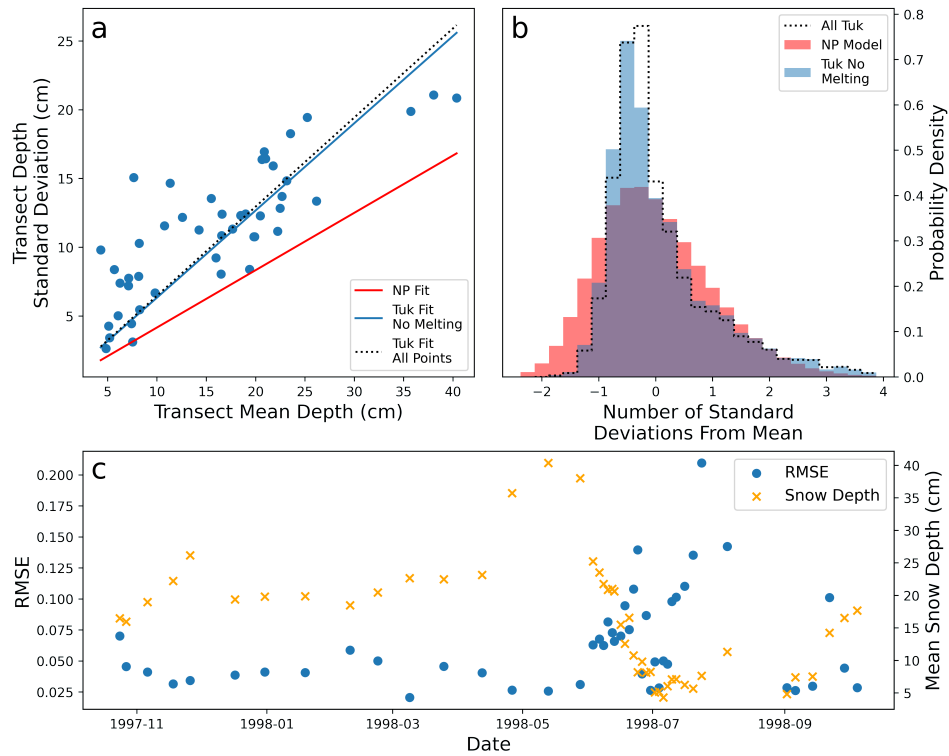 a
25
20
15
10
5
5
10
15
20
25
30
35
40
Transect Depth
Standard Deviation (cm)
Transect Mean Depth (cm)
NP Fit
Tuk Fit
No Melting
Tuk Fit
All Points
b
All Tuk
NP Model
Tuk No
Melting
0.8
0.7
0.6
0.5
0.4
0.3
0.2
0.1
0.0
Probability Density
−2
−1
0
1
2
3
4
Number of Standard
Deviations From Mean
c
RMSE
Snow Depth
0.200
0.175
0.150
0.125
0.100
0.075
0.050
0.025
RMSE
40
35
30
25
20
15
10
5
Mean Snow Depth (cm)
1997-11
1998-01
1998-03
1998-05
1998-07
1998-09
Date